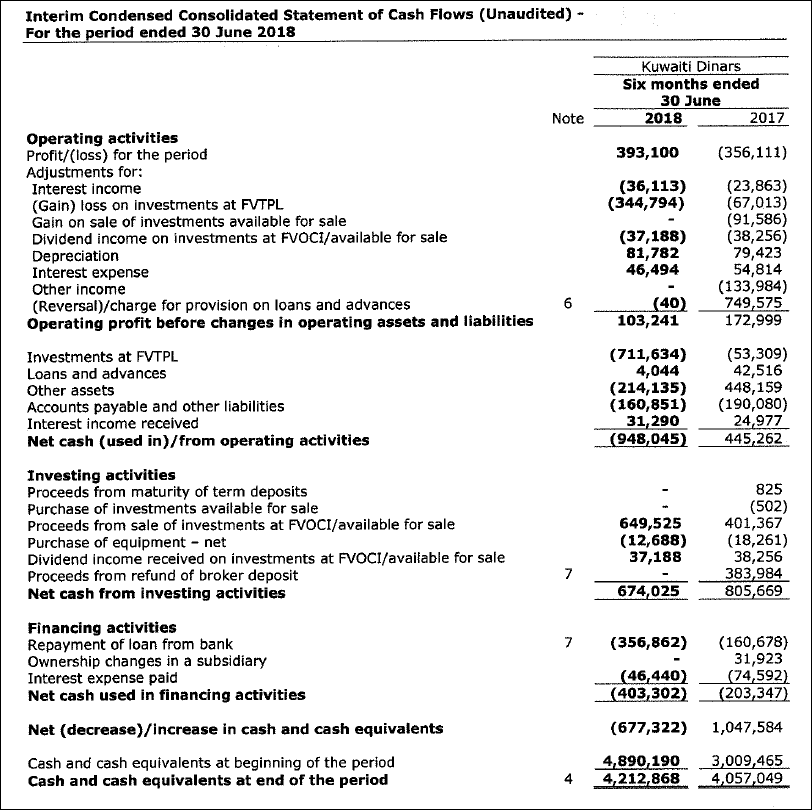 Interim Condensed Consolidated Statement of Cash Flows (Unaudited) -
For the period ended 30 June 2018
Kuwaiti Dinars
Six months ended
30 June
Note 2018 2017
Operating activities
Profit/(loss) for the period 393,100 (356,111)
Adjustments for:
Interest income (36,113) (23,863)
(Gain) loss on investments at FVTPL (344,794) (67,013)
Gain on sale of investments available for sale - (91,586)
Dividend income on investments at FVOCI/available for sale (37,188) (38,256)
Depreciation 81,782 79,423
Interest expense 46,494 54,814
Other income - (133,984)
(Reversal)/charge for provision on loans and advances 6 (40) 749,575
Operating profit before changes in operating assets and liabilities 103,241 172,999
Investments at FVTPL (711,634) (53,309)
Loans and advances 4,044 42,516
Other assets (214,135) 448,159
Accounts payable and other liabilities (160,851) (190,080)
Interest income received 31,290 24,977
Net cash (used in)/from operating activities (948,045) 445,262
Investing activities
Proceeds from maturity of term deposits - 825
Purchase of investments available for sale - (502)
Proceeds from sale of investments at FVOCI/available for sale 649,525 401,367
Purchase of equipment – net (12,688) (18,261)
Dividend income received on investments at FVOCI/available for sale 37,188 38,256
Proceeds from refund of broker deposit 7 - 383,984
Net cash from investing activities 674,025 805,669
Financing activities
Repayment of loan from bank 7 (356,862) (160,678)
Ownership changes in a subsidiary - 31,923
Interest expense paid (46,440) (74,592)
Net cash used in financing activities (403,302) (203,347)
Net (decrease)/increase in cash and cash equivalents (677,322) 1,047,584
Cash and cash equivalents at beginning of the period 4,890,190 3,009,465
Cash and cash equivalents at end of the period 4 4,212,868 4,057,049